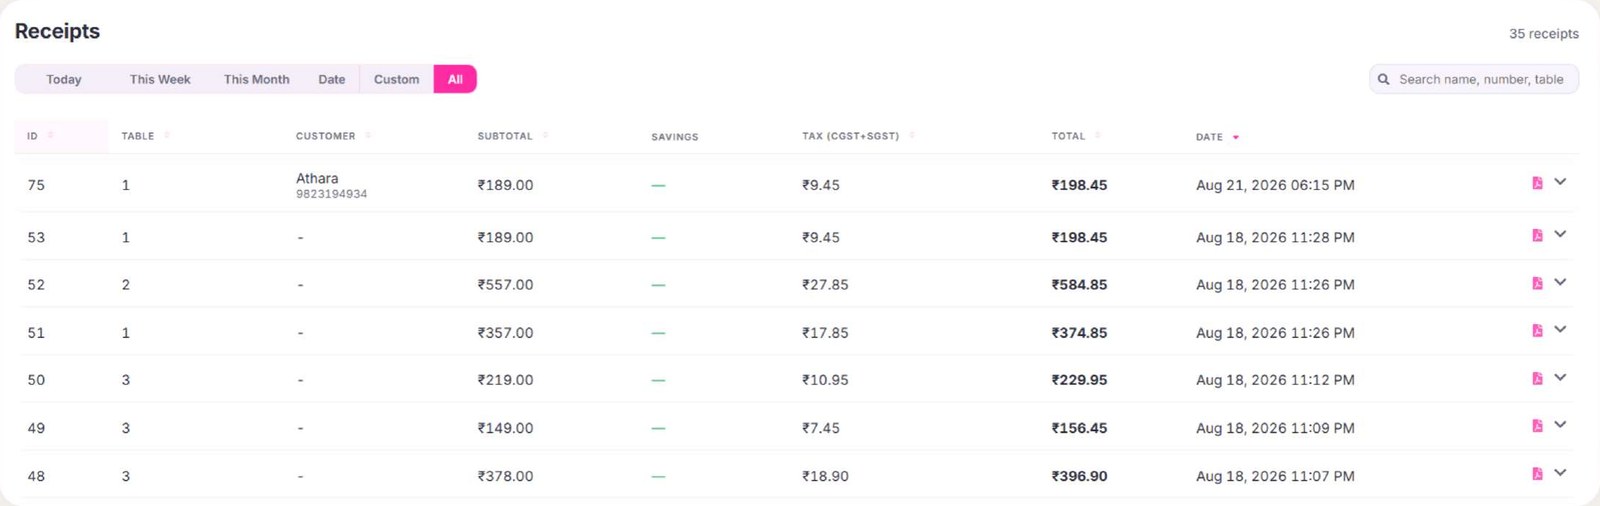 Receipts
35 receipts
Today This Week This Month Date Custom All
Search name, number, table
ID TABLE CUSTOMER SUBTOTAL SAVINGS TAX (CGST+SGST) TOTAL DATE
75 1 Athara ₹189.00 — ₹9.45 ₹198.45 Aug 21, 2026 06:15 PM
9823194934
53 1 - ₹189.00 — ₹9.45 ₹198.45 Aug 18, 2026 11:28 PM
52 2 - ₹557.00 — ₹27.85 ₹584.85 Aug 18, 2026 11:26 PM
51 1 - ₹357.00 — ₹17.85 ₹374.85 Aug 18, 2026 11:26 PM
50 3 - ₹219.00 — ₹10.95 ₹229.95 Aug 18, 2026 11:12 PM
49 3 - ₹149.00 — ₹7.45 ₹156.45 Aug 18, 2026 11:09 PM
48 3 - ₹378.00 — ₹18.90 ₹396.90 Aug 18, 2026 11:07 PM